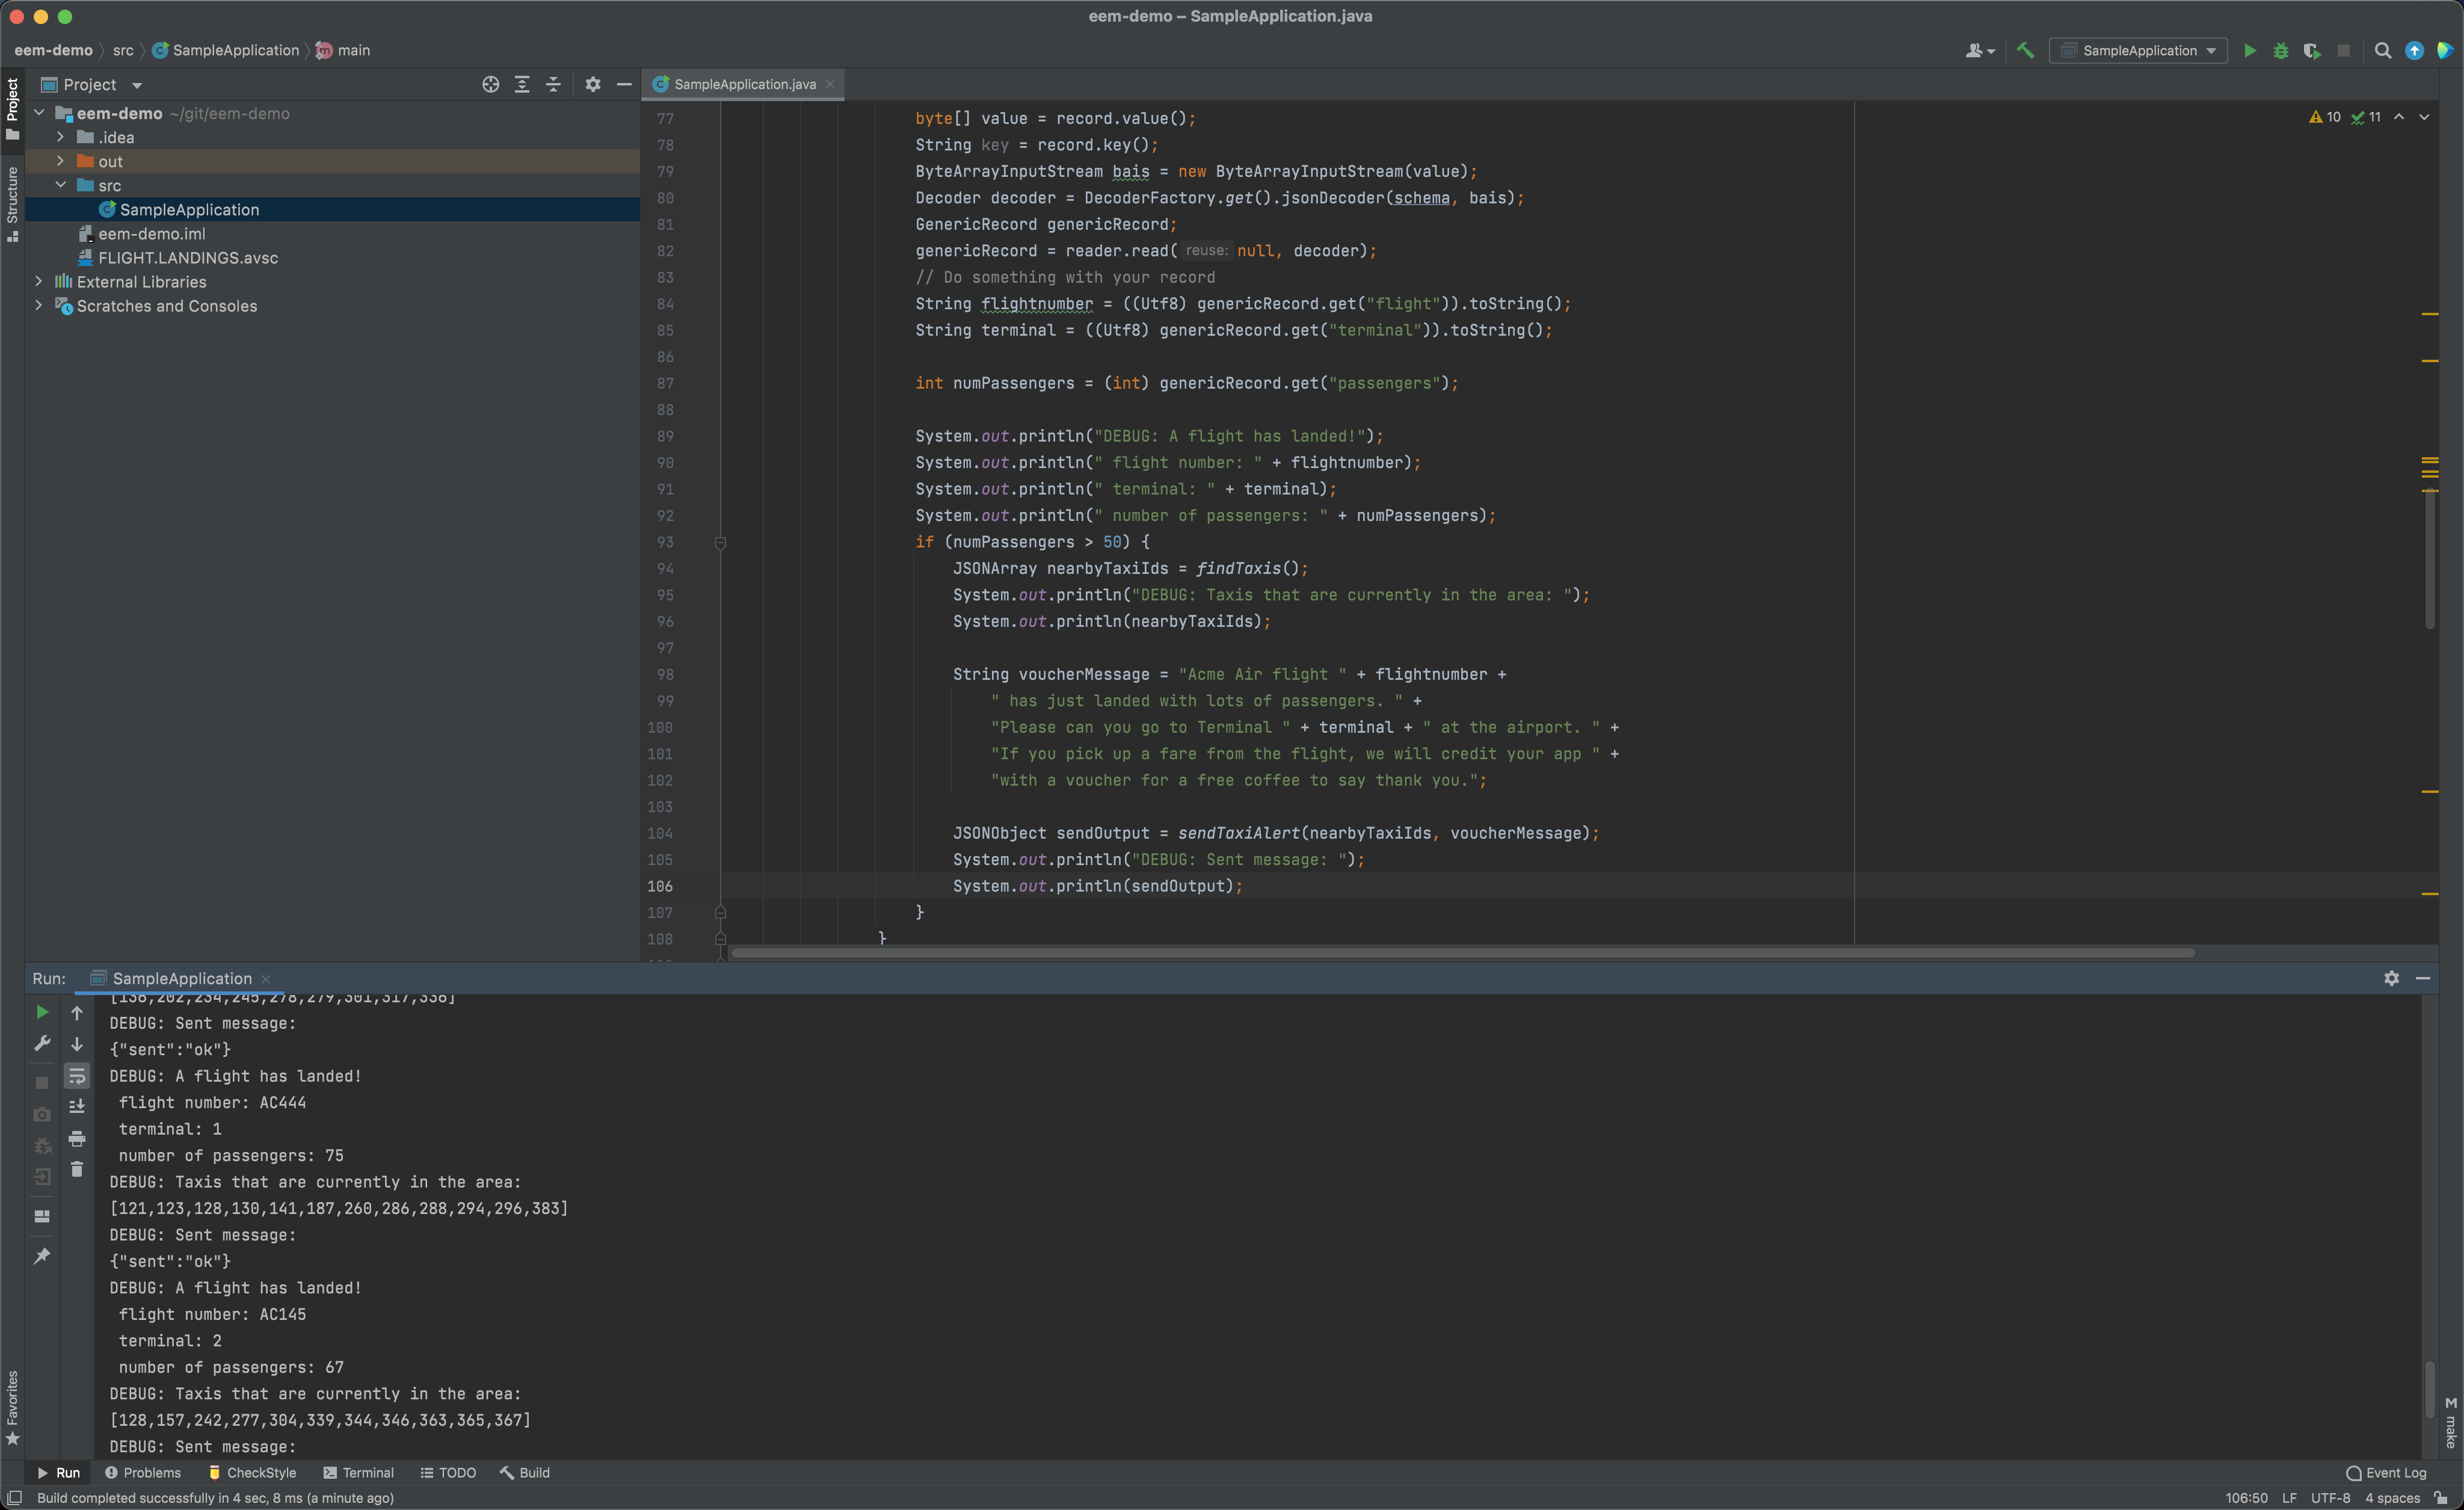 eem-demo – SampleApplication.java
eem-demo src SampleApplication main
SampleApplication
Project
Project
Structure
Favorites
eem-demo ~/git/eem-demo
.idea
out
src
SampleApplication
eem-demo.iml
FLIGHT.LANDINGS.avsc
External Libraries
Scratches and Consoles
SampleApplication.java
10 11
77 byte[] value = record.value();
78 String key = record.key();
79 ByteArrayInputStream bais = new ByteArrayInputStream(value);
80 Decoder decoder = DecoderFactory.get().jsonDecoder(schema, bais);
81 GenericRecord genericRecord;
82 genericRecord = reader.read( reuse: null, decoder);
83 // Do something with your record
84 String flightnumber = ((Utf8) genericRecord.get("flight")).toString();
85 String terminal = ((Utf8) genericRecord.get("terminal")).toString();
86
87 int numPassengers = (int) genericRecord.get("passengers");
88
89 System.out.println("DEBUG: A flight has landed!");
90 System.out.println(" flight number: " + flightnumber);
91 System.out.println(" terminal: " + terminal);
92 System.out.println(" number of passengers: " + numPassengers);
93 if (numPassengers > 50) {
94 JSONArray nearbyTaxiIds = findTaxis();
95 System.out.println("DEBUG: Taxis that are currently in the area: ");
96 System.out.println(nearbyTaxiIds);
97
98 String voucherMessage = "Acme Air flight " + flightnumber +
99 " has just landed with lots of passengers. " +
100 "Please can you go to Terminal " + terminal + " at the airport. " +
101 "If you pick up a fare from the flight, we will credit your app " +
102 "with a voucher for a free coffee to say thank you.";
103
104 JSONObject sendOutput = sendTaxiAlert(nearbyTaxiIds, voucherMessage);
105 System.out.println("DEBUG: Sent message: ");
106 System.out.println(sendOutput);
107 }
108 }
Run: SampleApplication
[136,202,234,245,278,279,301,317,336]
DEBUG: Sent message:
{"sent":"ok"}
DEBUG: A flight has landed!
flight number: AC444
terminal: 1
number of passengers: 75
DEBUG: Taxis that are currently in the area:
[121,123,128,130,141,187,260,286,288,294,296,383]
DEBUG: Sent message:
{"sent":"ok"}
DEBUG: A flight has landed!
flight number: AC145
terminal: 2
number of passengers: 67
DEBUG: Taxis that are currently in the area:
[128,157,242,277,304,339,344,346,363,365,367]
DEBUG: Sent message:
M make
Run Problems CheckStyle Terminal TODO Build
Event Log
Build completed successfully in 4 sec, 8 ms (a minute ago)
106:50 LF UTF-8 4 spaces